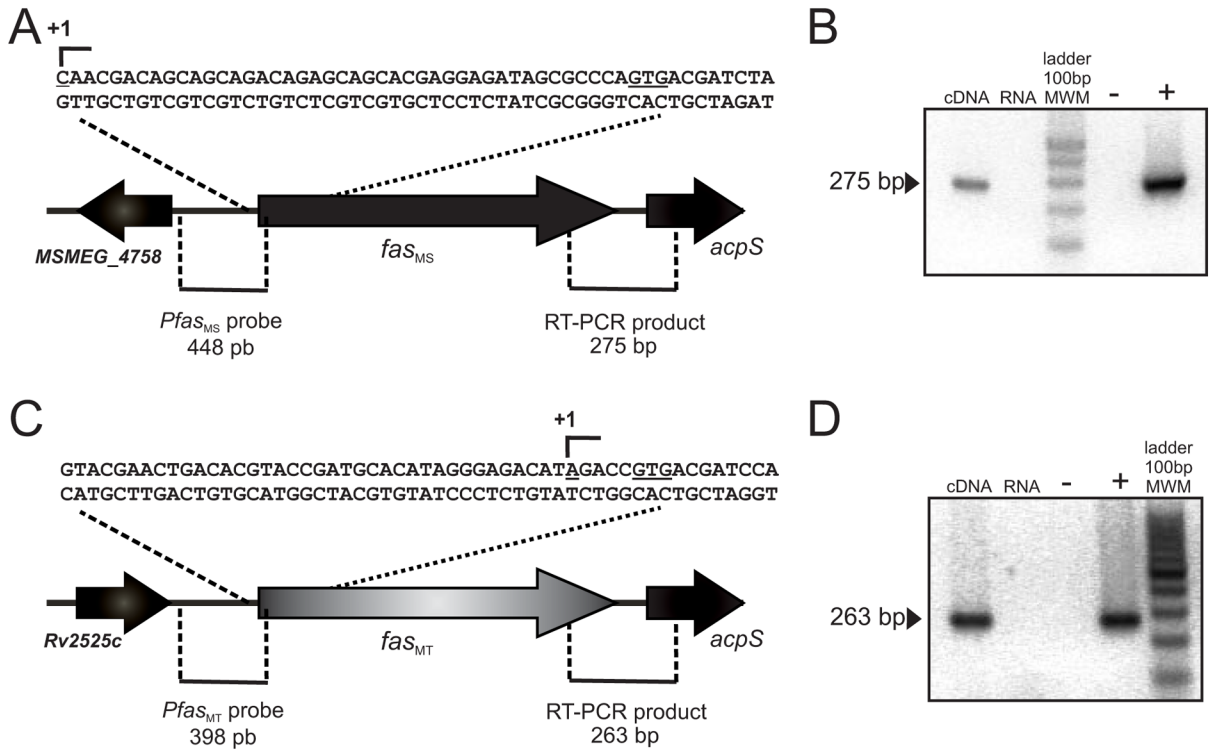 A
+1
CAACGACAGCAGCAGACAGAGCAGCACGAGGAGATAGCGCCCAGTGACGATCTA
GTTGCTGTCGTCGTCTGTCTCGTCGTGCTCCTCTATCGCGGGTCACTGCTAGAT
MSMEG_4758
fasMS
acpS
PfasMS probe
448 pb
RT-PCR product
275 bp
B
cDNA RNA ladder 100bp MWM - +
275 bp
C
+1
GTACGAACTGACACGTACCGATGCACATAGGGAGACATAGACCGTGACGATCCA
CATGCTTGACTGTGCATGGCTACGTGTATCCCTCTGTATCTGGCACTGCTAGGT
Rv2525c
fasMT
acpS
PfasMT probe
398 pb
RT-PCR product
263 bp
D
cDNA RNA - + ladder 100bp MWM
263 bp